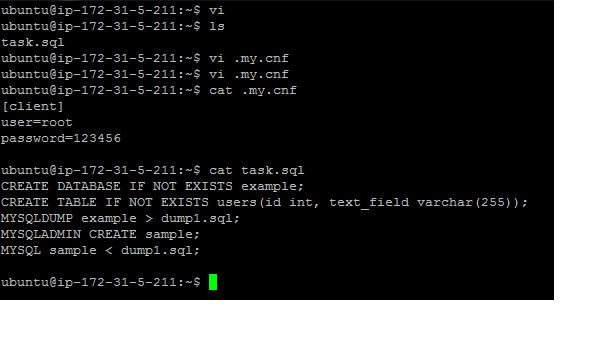 ubuntu@ip-172-31-5-211:~$ vi
ubuntu@ip-172-31-5-211:~$ ls
task.sql
ubuntu@ip-172-31-5-211:~$ vi .my.cnf
ubuntu@ip-172-31-5-211:~$ vi .my.cnf
ubuntu@ip-172-31-5-211:~$ cat .my.cnf
[client]
user=root
password=123456
ubuntu@ip-172-31-5-211:~$ cat task.sql
CREATE DATABASE IF NOT EXISTS example;
CREATE TABLE IF NOT EXISTS users(id int, text_field varchar(255));
MYSQLDUMP example > dump1.sql;
MYSQLADMIN CREATE sample;
MYSQL sample < dump1.sql;
ubuntu@ip-172-31-5-211:~$